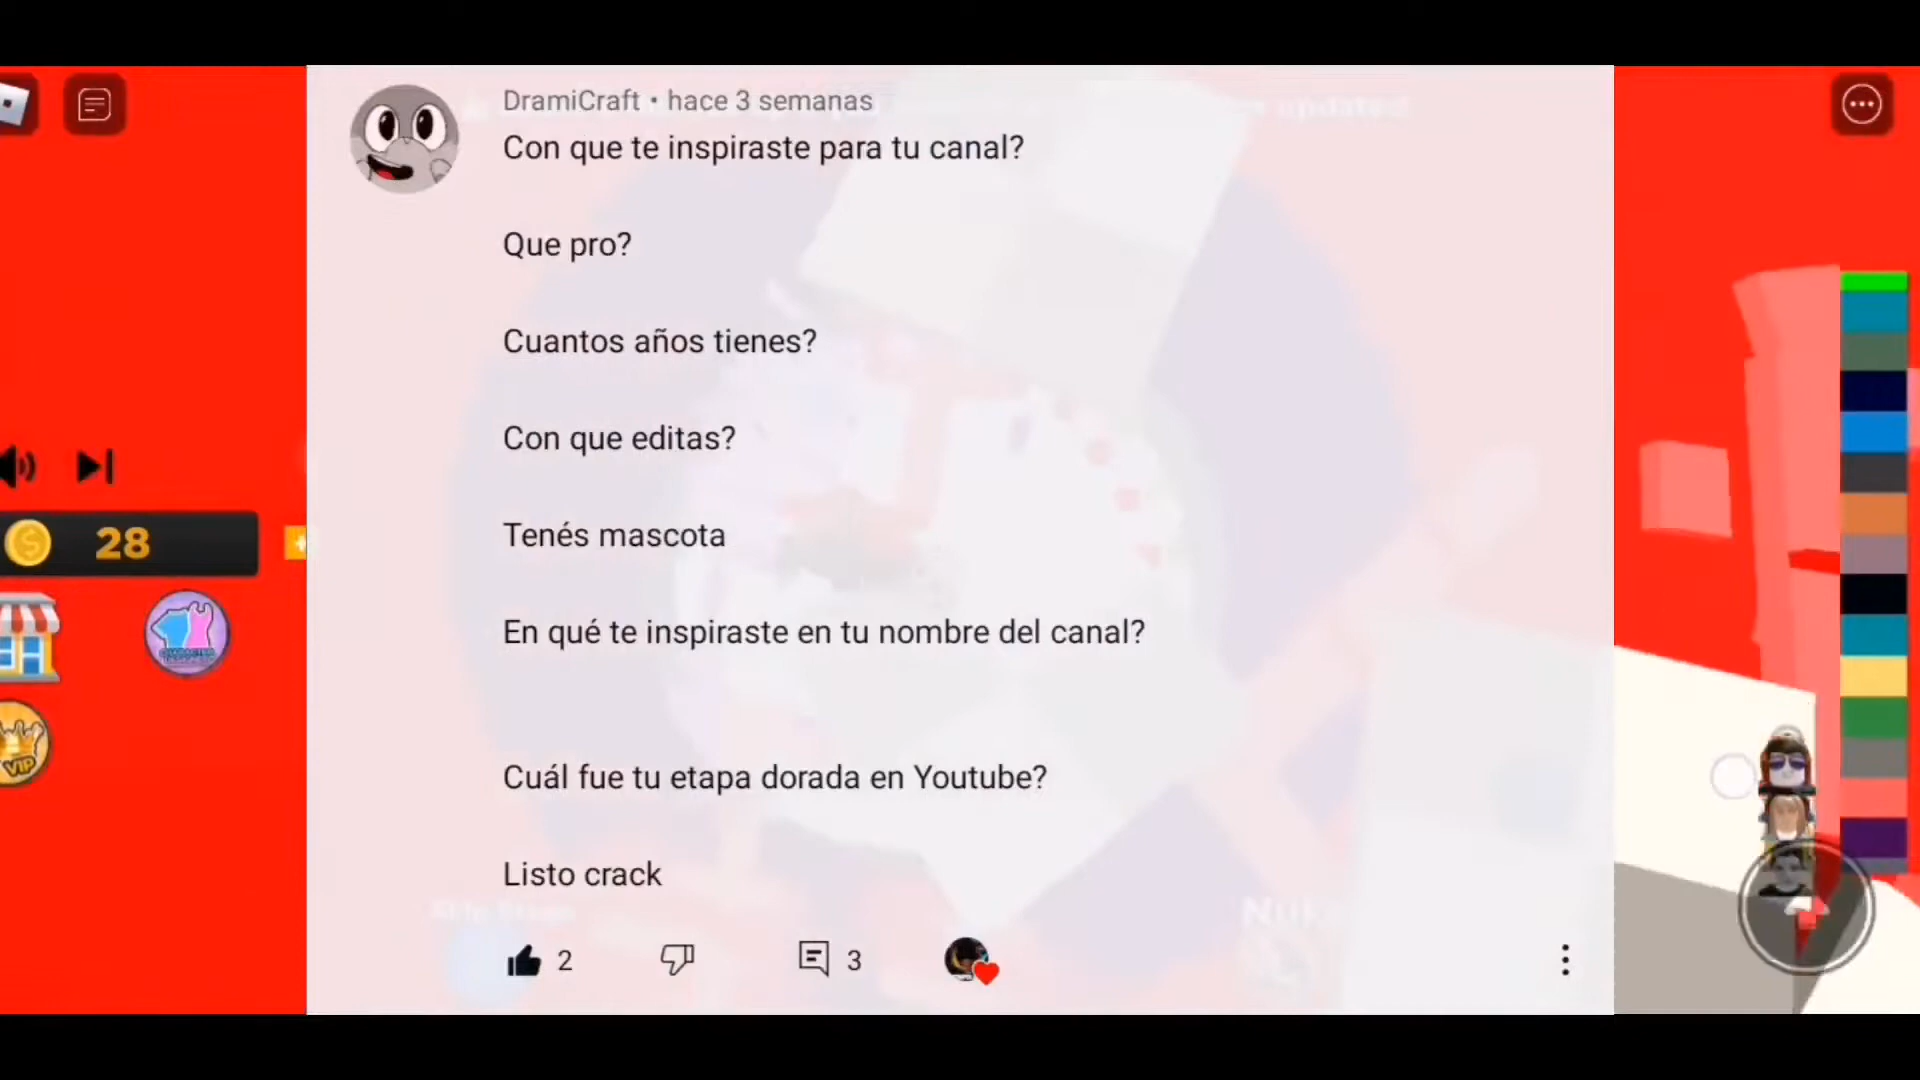 DramiCraft • hace 3 semanas
Con que te inspiraste para tu canal?
Que pro?
Cuantos años tienes?
Con que editas?
Tenés mascota
En qué te inspiraste en tu nombre del canal?
Cuál fue tu etapa dorada en Youtube?
Listo crack
2
3
28
VIP